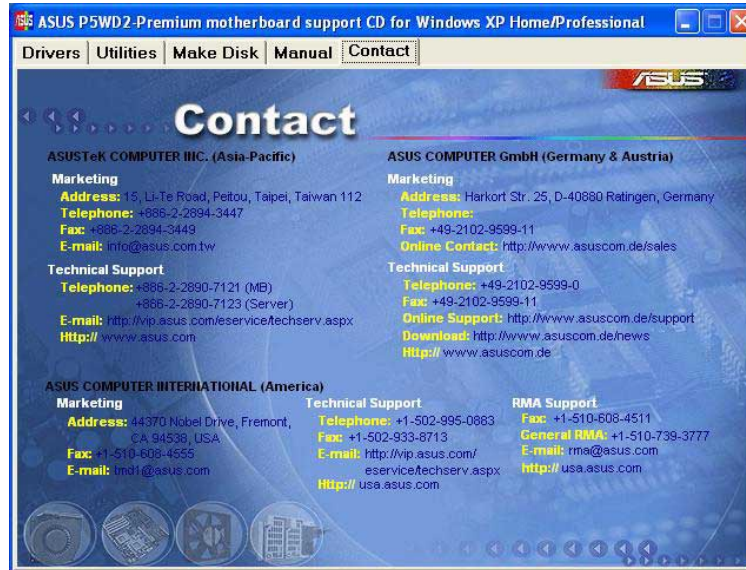 ASUS P5WD2-Premium motherboard support CD for Windows XP Home/Professional
Drivers Utilities Make Disk Manual Contact
ASUS
Contact
ASUSTeK COMPUTER INC. (Asia-Pacific)
Marketing
Address: 15, Li-Te Road, Peitou, Taipei, Taiwan 112
Telephone: +886-2-2894-3447
Fax: +886-2-2894-3449
E-mail: info@asus.com.tw
Technical Support
Telephone: +886-2-2890-7121 (MB)
+886-2-2890-7123 (Server)
E-mail: http://vip.asus.com/eservice/techserv.aspx
Http:// www.asus.com
ASUS COMPUTER GmbH (Germany & Austria)
Marketing
Address: Harkort Str. 25, D-40880 Ratingen, Germany
Telephone:
Fax: +49-2102-9599-11
Online Contact: http://www.asuscom.de/sales
Technical Support
Telephone: +49-2102-9599-0
Fax: +49-2102-9599-11
Online Support: http://www.asuscom.de/support
Download: http://www.asuscom.de/news
Http:// www.asuscom.de
ASUS COMPUTER INTERNATIONAL (America)
Marketing
Address: 44370 Nobel Drive, Fremont,
CA 94538, USA
Fax: +1-510-608-4555
E-mail: tmd1@asus.com
Technical Support
Telephone: +1-502-995-0883
Fax: +1-502-933-8713
E-mail: http://vip.asus.com/
eservice/techserv.aspx
Http:// usa.asus.com
RMA Support
Fax: +1-510-608-4511
General RMA: +1-510-739-3777
E-mail: rma@asus.com
http:// usa.asus.com